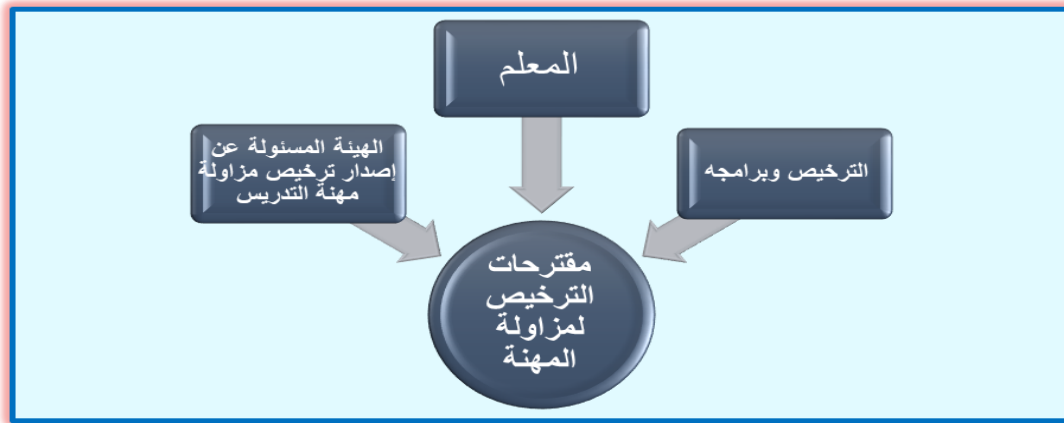 المعلم
الترخيص وبرامجه
الهيئة المسئولة عن
إصدار ترخيص مزاولة
مهنة التدريس
مقترحات
الترخيص
لمزاولة
المهنة